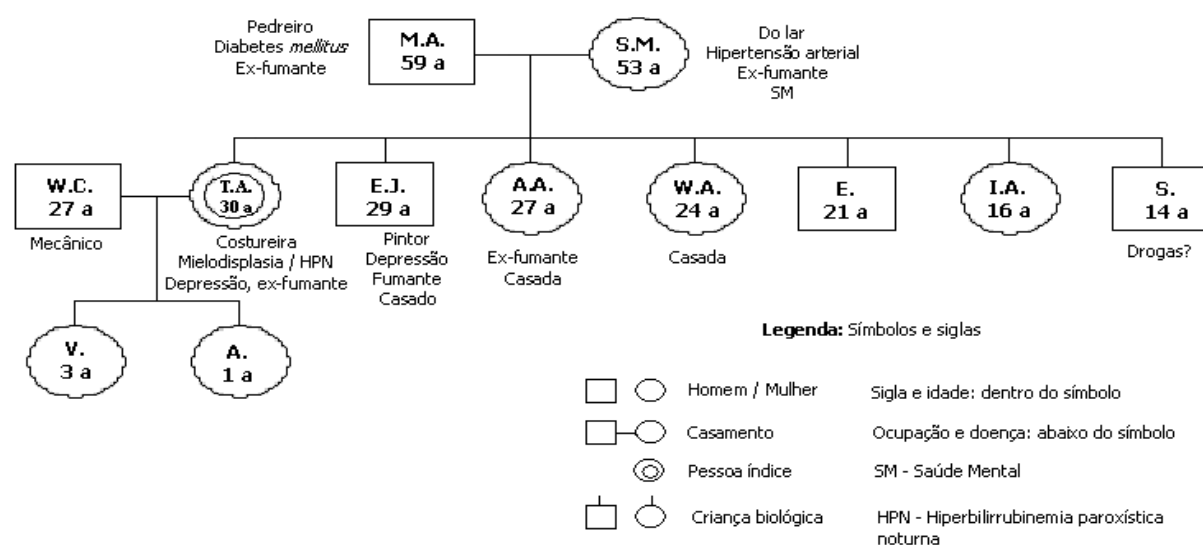 Pedreiro
Diabetes mellitus
Ex-fumante
M.A.
59 a
S.M.
53 a
Do lar
Hipertensão arterial
Ex-fumante
SM
W.C.
27 a
Mecânico
T.A.
30 a
Costureira
Mielodisplasia / HPN
Depressão, ex-fumante
E.J.
29 a
Pintor
Depressão
Fumante
Casado
A.A.
27 a
Ex-fumante
Casada
W.A.
24 a
Casada
E.
21 a
I.A.
16 a
S.
14 a
Drogas?
V.
3 a
A.
1 a
Legenda: Símbolos e siglas
Homem / Mulher
Sigla e idade: dentro do símbolo
Casamento
Ocupação e doença: abaixo do símbolo
Pessoa índice
SM - Saúde Mental
Criança biológica
HPN - Hiperbilirrubinemia paroxística
noturna